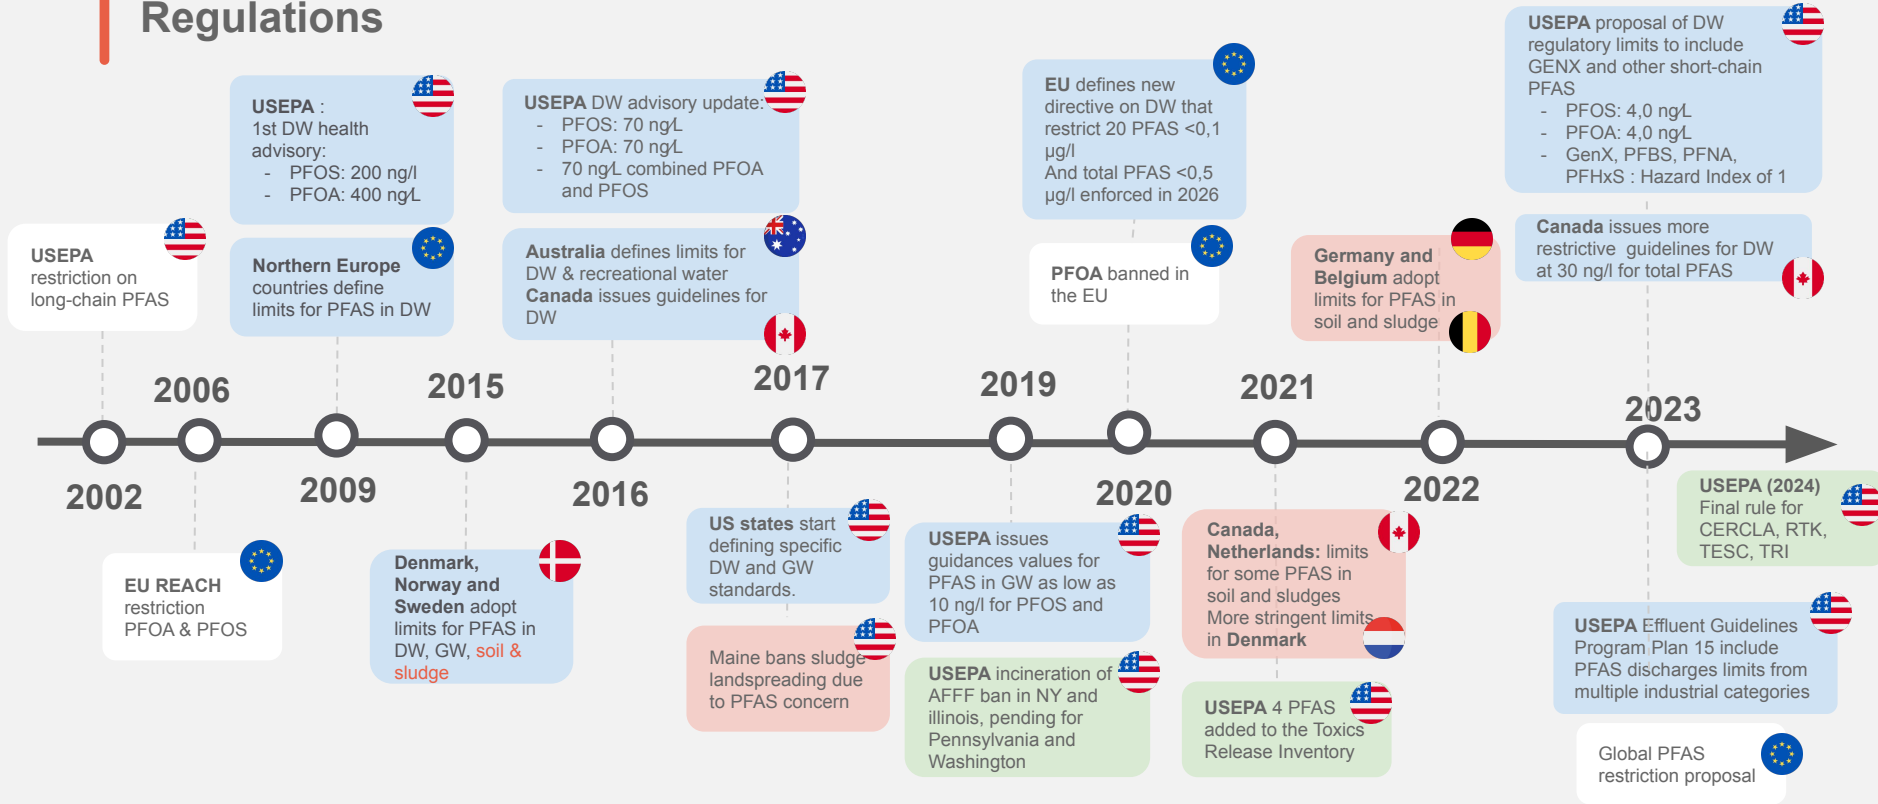 Regulations
USEPA
restriction on
long-chain PFAS
2002
2006
EU REACH
restriction
PFOA & PFOS
USEPA :
1st DW health
advisory:
- PFOS: 200 ng/l
- PFOA: 400 ng/L
Northern Europe
countries define
limits for PFAS in DW
2009
2015
Denmark,
Norway and
Sweden adopt
limits for PFAS in
DW, GW, soil &
sludge
USEPA DW advisory update:
- PFOS: 70 ng/L
- PFOA: 70 ng/L
- 70 ng/L combined PFOA
and PFOS
Australia defines limits for
DW & recreational water
Canada issues guidelines for
DW
2016
2017
US states start
defining specific
DW and GW
standards.
Maine bans sludge
landspreading due
to PFAS concern
2019
USEPA issues
guidances values for
PFAS in GW as low as
10 ng/l for PFOS and
PFOA
USEPA incineration of
AFFF ban in NY and
illinois, pending for
Pennsylvania and
Washington
EU defines new
directive on DW that
restrict 20 PFAS <0,1
µg/l
And total PFAS <0,5
µg/l enforced in 2026
PFOA banned in
the EU
2020
2021
Canada,
Netherlands: limits
for some PFAS in
soil and sludges
More stringent limits
in Denmark
USEPA 4 PFAS
added to the Toxics
Release Inventory
Germany and
Belgium adopt
limits for PFAS in
soil and sludge
2022
USEPA proposal of DW
regulatory limits to include
GENX and other short-chain
PFAS
- PFOS: 4,0 ng/L
- PFOA: 4,0 ng/L
- GenX, PFBS, PFNA,
PFHxS : Hazard Index of 1
Canada issues more
restrictive guidelines for DW
at 30 ng/l for total PFAS
2023
USEPA (2024)
Final rule for
CERCLA, RTK,
TESC, TRI
USEPA Effluent Guidelines
Program Plan 15 include
PFAS discharges limits from
multiple industrial categories
Global PFAS
restriction proposal